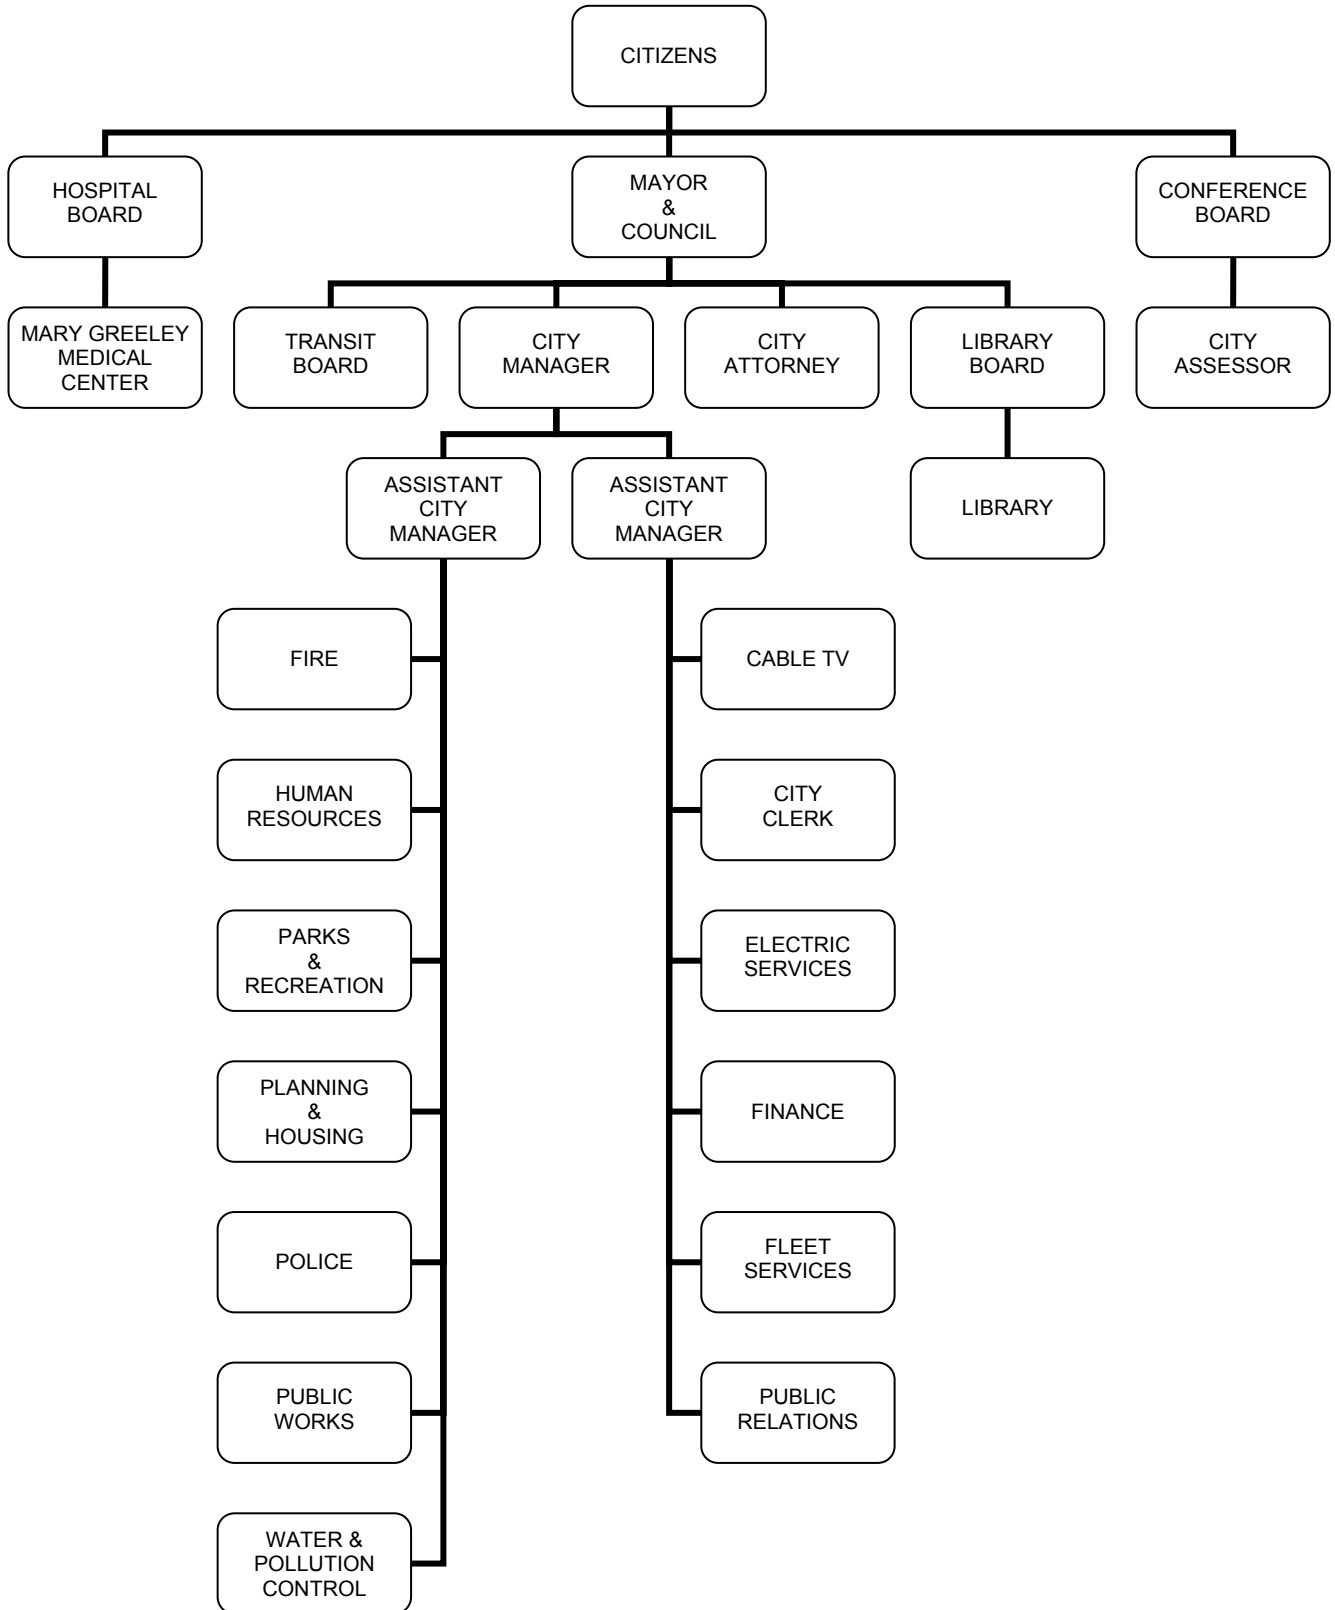 CITIZENS
HOSPITAL
BOARD
MAYOR
&
COUNCIL
CONFERENCE
BOARD
MARY GREELEY
MEDICAL
CENTER
TRANSIT
BOARD
CITY
MANAGER
CITY
ATTORNEY
LIBRARY
BOARD
CITY
ASSESSOR
ASSISTANT
CITY
MANAGER
ASSISTANT
CITY
MANAGER
LIBRARY
FIRE
CABLE TV
HUMAN
RESOURCES
CITY
CLERK
PARKS
&
RECREATION
ELECTRIC
SERVICES
PLANNING
&
HOUSING
FINANCE
POLICE
FLEET
SERVICES
PUBLIC
WORKS
PUBLIC
RELATIONS
WATER &
POLLUTION
CONTROL